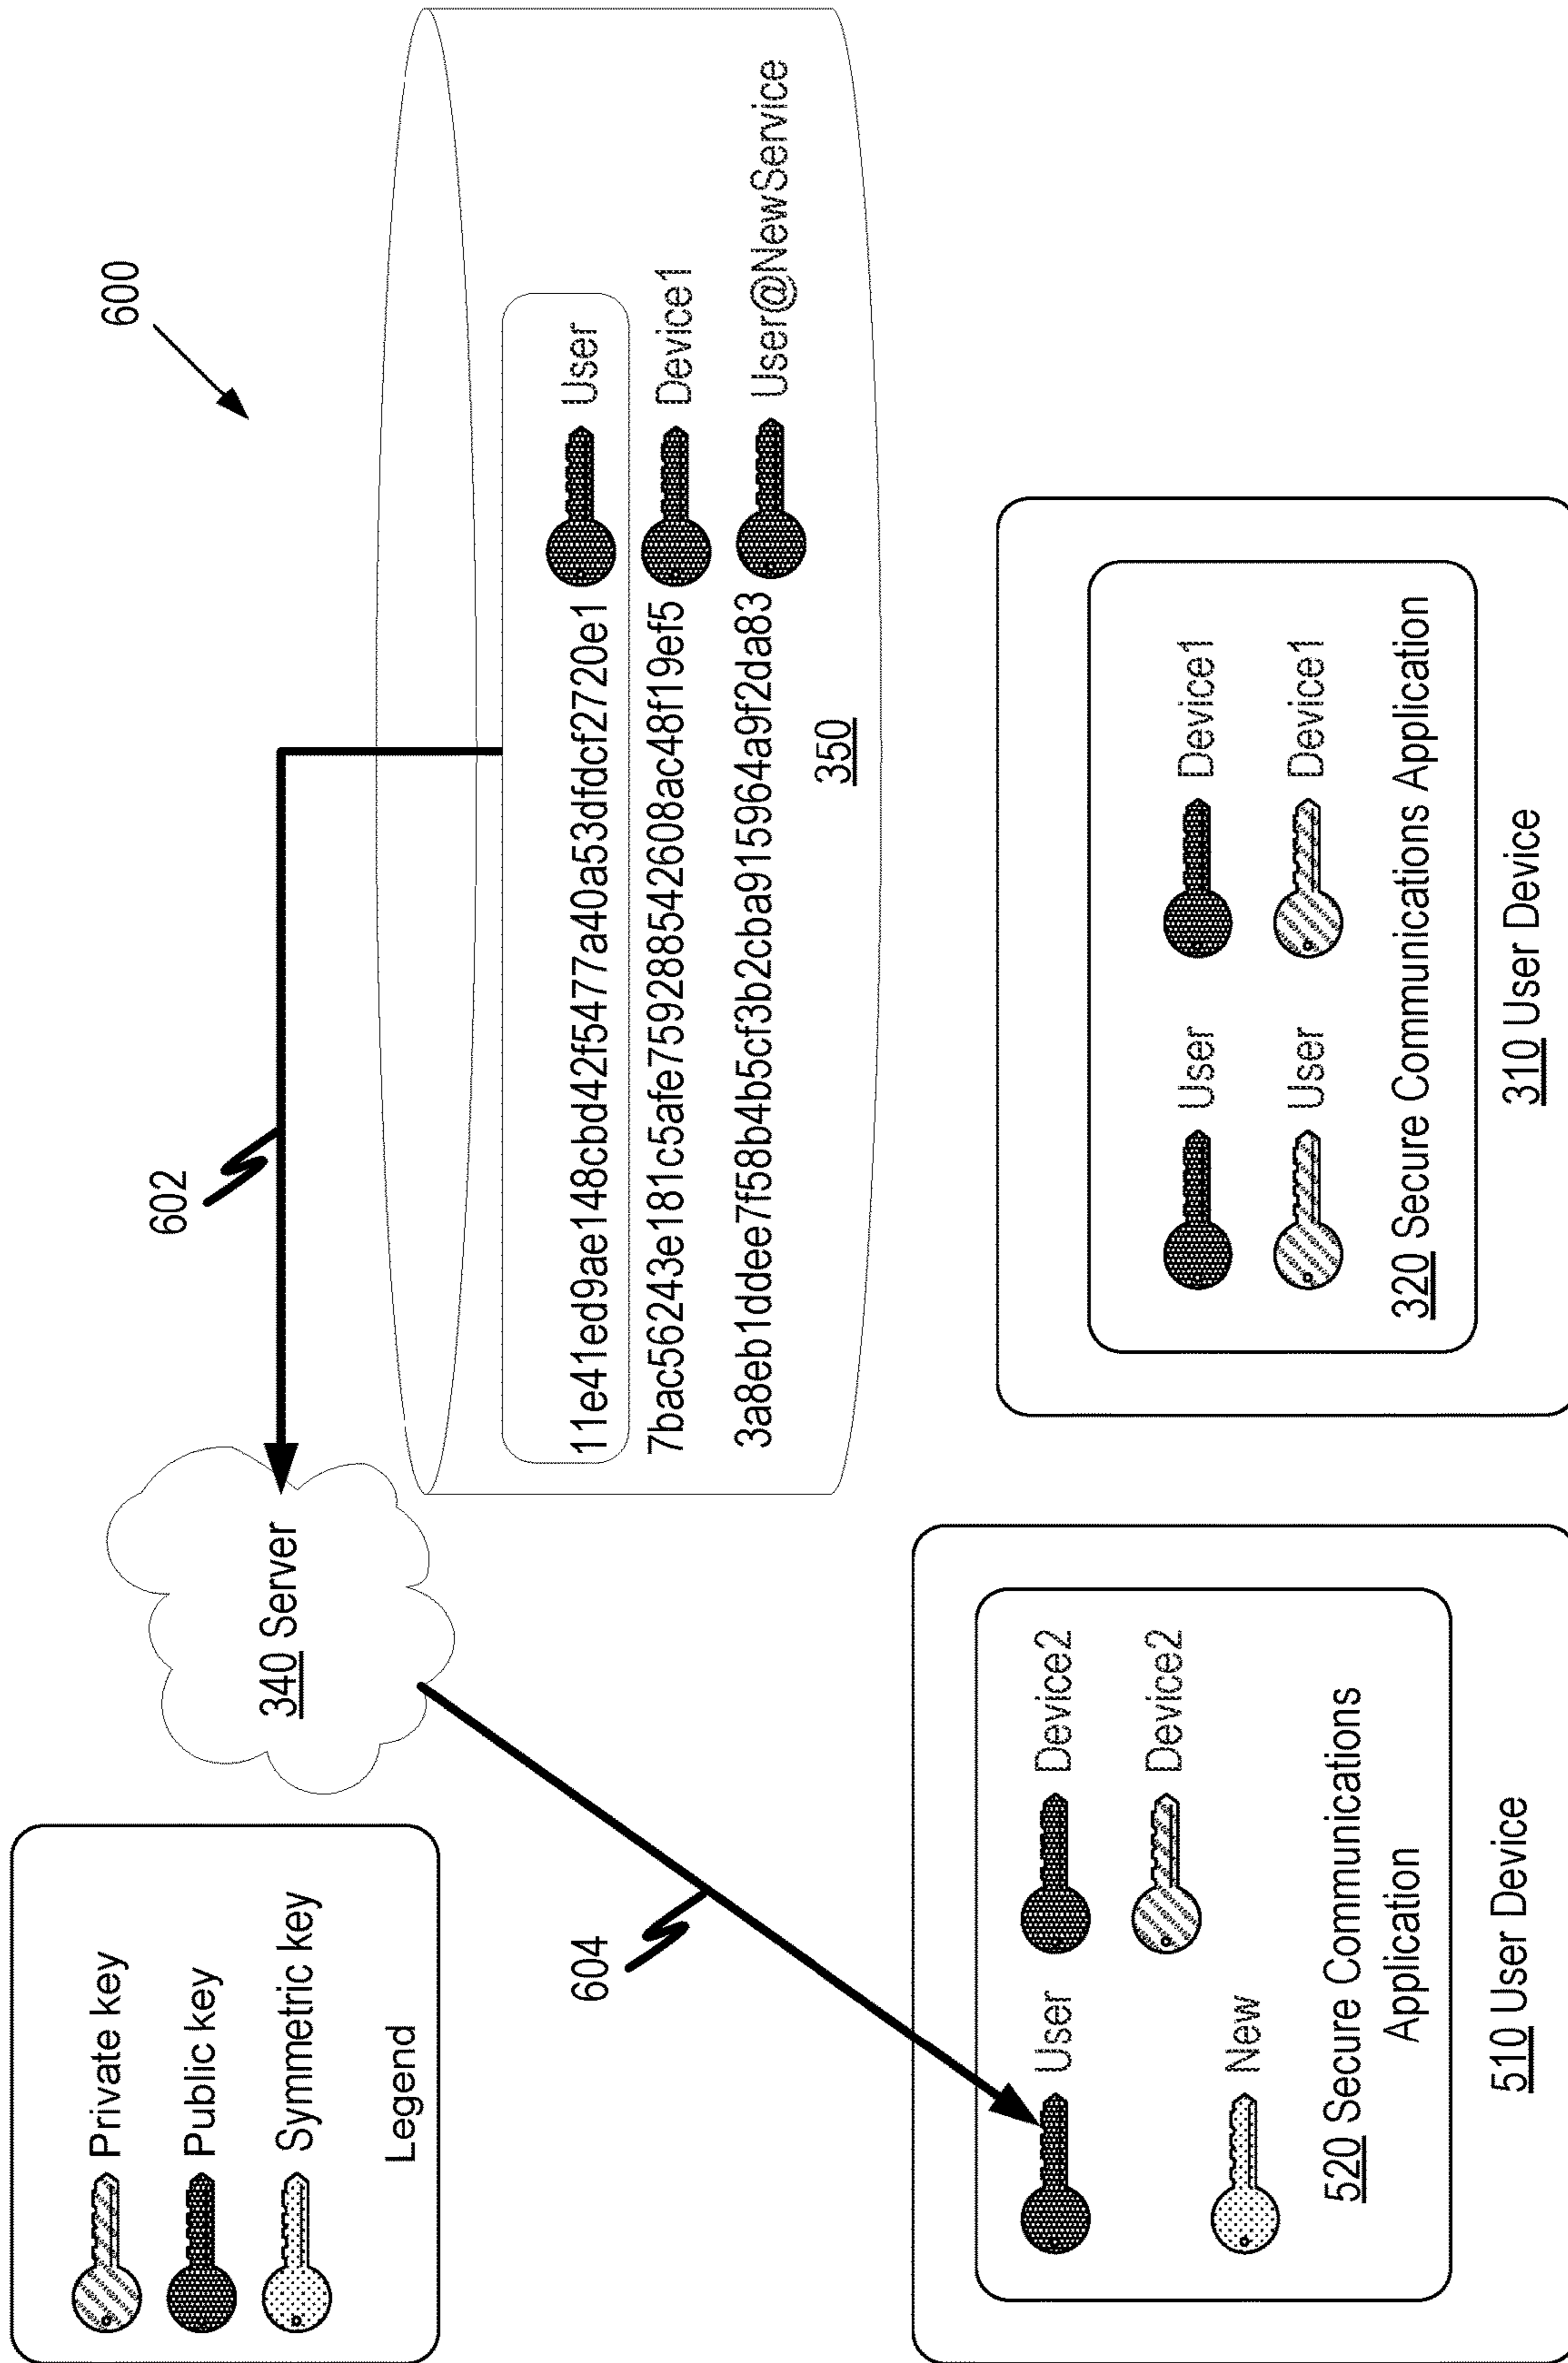 600
Private key
Public key
Symmetric key
Legend
340 Server
602
604
11e41ed9ae148cbd42f5477a40a53dfdcf2720e1 User
7bac56243e181c5afe759288542608ac48f19ef5 Device1
3a8eb1ddee7f58b4b5cf3b2cba915964a9f2da83 User@NewService
350
User Device2
Device2
New
520 Secure Communications
Application
510 User Device
User Device1
User Device1
320 Secure Communications Application
310 User Device